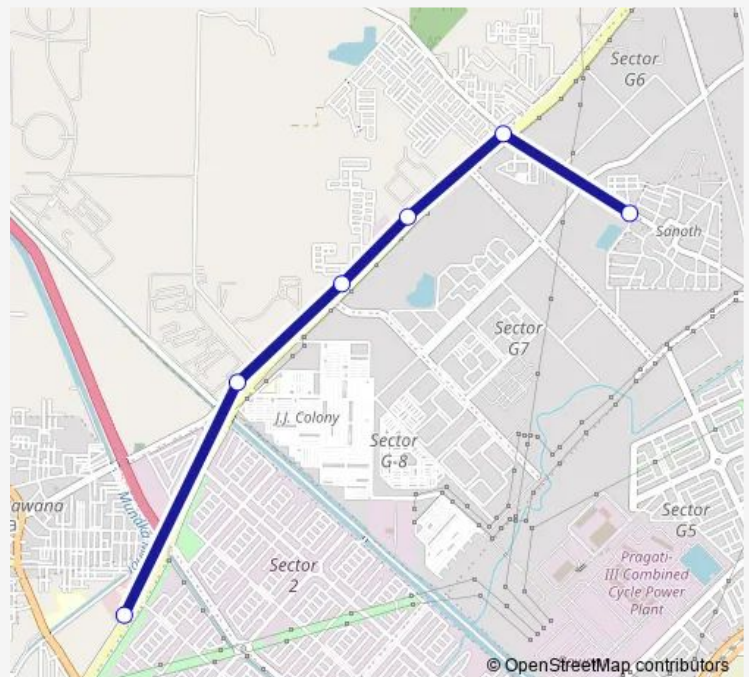 Sector
G6
Sanoth
Sector
G7
J.J. Colony
Sector
G-8
Mundka
Sector
G5
Sector
2
Pragati-
III Combined
Cycle Power
Plant
© OpenStreetMap contributors